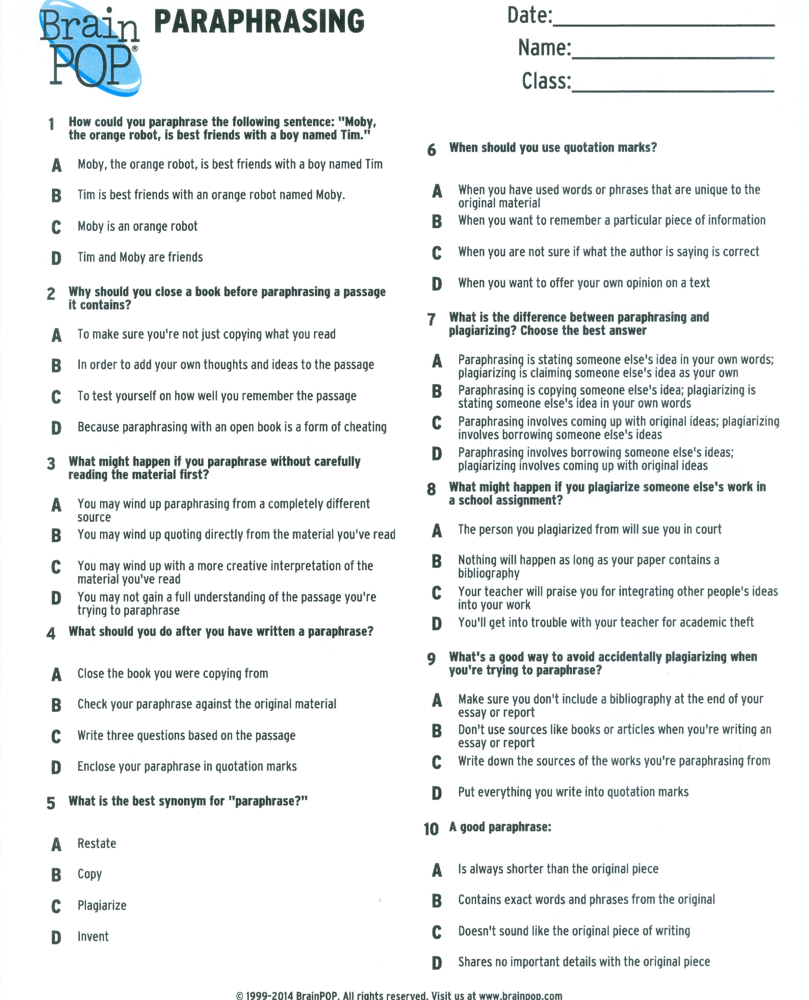 Brain
POP®
PARAPHRASING
Date:
Name:
Class:
1 How could you paraphrase the following sentence: "Moby,
the orange robot, is best friends with a boy named Tim."
A Moby, the orange robot, is best friends with a boy named Tim
B Tim is best friends with an orange robot named Moby.
C Moby is an orange robot
D Tim and Moby are friends
2 Why should you close a book before paraphrasing a passage
it contains?
A To make sure you're not just copying what you read
B In order to add your own thoughts and ideas to the passage
C To test yourself on how well you remember the passage
D Because paraphrasing with an open book is a form of cheating
3 What might happen if you paraphrase without carefully
reading the material first?
A You may wind up paraphrasing from a completely different
source
B You may wind up quoting directly from the material you've read
C You may wind up with a more creative interpretation of the
material you've read
D You may not gain a full understanding of the passage you're
trying to paraphrase
4 What should you do after you have written a paraphrase?
A Close the book you were copying from
B Check your paraphrase against the original material
C Write three questions based on the passage
D Enclose your paraphrase in quotation marks
5 What is the best synonym for "paraphrase?"
A Restate
B Copy
C Plagiarize
D Invent
6 When should you use quotation marks?
A When you have used words or phrases that are unique to the
original material
B When you want to remember a particular piece of information
C When you are not sure if what the author is saying is correct
D When you want to offer your own opinion on a text
7 What is the difference between paraphrasing and
plagiarizing? Choose the best answer
A Paraphrasing is stating someone else's idea in your own words;
plagiarizing is claiming someone else's idea as your own
B Paraphrasing is copying someone else's idea; plagiarizing is
stating someone else's idea in your own words
C Paraphrasing involves coming up with original ideas; plagiarizing
involves borrowing someone else's ideas
D Paraphrasing involves borrowing someone else's ideas;
plagiarizing involves coming up with original ideas
8 What might happen if you plagiarize someone else's work in
a school assignment?
A The person you plagiarized from will sue you in court
B Nothing will happen as long as your paper contains a
bibliography
C Your teacher will praise you for integrating other people's ideas
into your work
D You'll get into trouble with your teacher for academic theft
9 What's a good way to avoid accidentally plagiarizing when
you're trying to paraphrase?
A Make sure you don't include a bibliography at the end of your
essay or report
B Don't use sources like books or articles when you're writing an
essay or report
C Write down the sources of the works you're paraphrasing from
D Put everything you write into quotation marks
10 A good paraphrase:
A Is always shorter than the original piece
B Contains exact words and phrases from the original
C Doesn't sound like the original piece of writing
D Shares no important details with the original piece
© 1999-2014 BrainPOP. All rights reserved. Visit us at www.brainpop.com